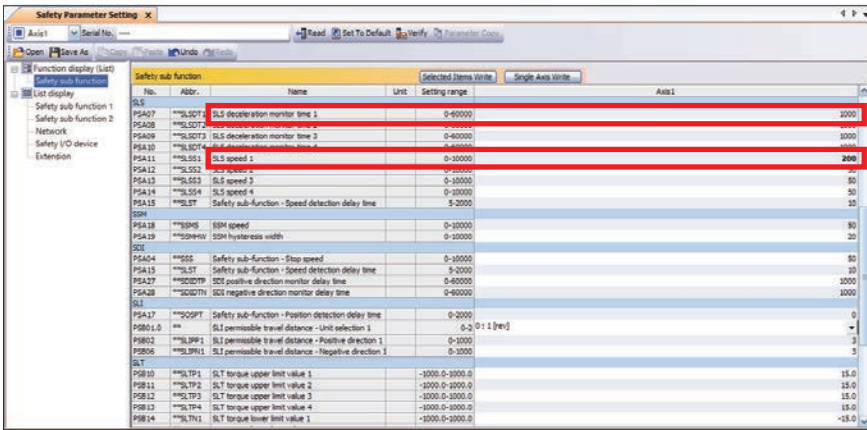 Safety Parameter Setting X
Axis1 Serial No. ---- Read Set To Default Verify Parameter Copy
Open Save As Copy Paste Undo Redo
Function display (List)
Safety sub function
List display
Safety sub function 1
Safety sub function 2
Network
Safety I/O device
Extension
Safety sub function Selected Items Write Single Axis Write
No. Abbr. Name Unit Setting range Axis1
SLS
PSA07 **SLSDT1 SLS deceleration monitor time 1 0-60000 1000
PSA08 **SLSDT2
PSA09 **SLSDT3 SLS deceleration monitor time 3 0-60000 1000
PSA10 **SLSDT4
PSA11 **SLSS1 SLS speed 1 0-10000 200
PSA12 **SLSS2 SLS speed 2 0-10000 50
PSA13 **SLSS3 SLS speed 3 0-10000 50
PSA14 **SLSS4 SLS speed 4 0-10000 50
PSA15 **SLST Safety sub-function - Speed detection delay time 5-2000 10
SSM
PSA18 **SSMS SSM speed 0-10000 50
PSA19 **SSMHW SSM hysteresis width 0-10000 20
SDI
PSA04 **SSS Safety sub-function - Stop speed 0-10000 50
PSA15 **SLST Safety sub-function - Speed detection delay time 5-2000 10
PSA27 **SDIDTP SDI positive direction monitor delay time 0-60000 1000
PSA28 **SDIDTN SDI negative direction monitor delay time 0-60000 1000
SLI
PSA17 **SOSPT Safety sub-function - Position detection delay time 0-2000 0
PSB01.0 ** SLI permissible travel distance - Unit selection 1 0-2 0 : 1 [rev]
PSB02 **SLIPP1 SLI permissible travel distance - Positive direction 1 0-1000 3
PSB06 **SLIPN1 SLI permissible travel distance - Negative direction 1 0-1000 3
SLT
PSB10 **SLTP1 SLT torque upper limit value 1 -1000.0-1000.0 15.0
PSB11 **SLTP2 SLT torque upper limit value 2 -1000.0-1000.0 15.0
PSB12 **SLTP3 SLT torque upper limit value 3 -1000.0-1000.0 15.0
PSB13 **SLTP4 SLT torque upper limit value 4 -1000.0-1000.0 15.0
PSB14 **SLTN1 SLT torque lower limit value 1 -1000.0-1000.0 -15.0